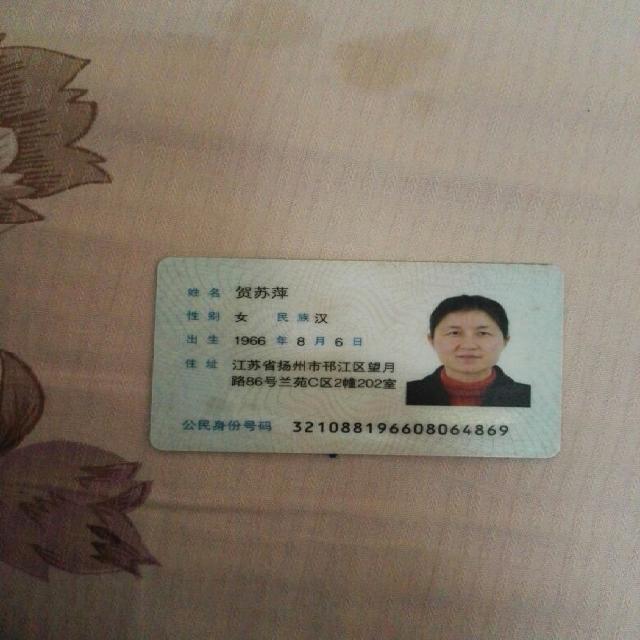 姓名 贺苏萍
性别 女 民族 汉
出生 1966 年 8 月 6 日
住址 江苏省扬州市邗江区望月
路86号兰苑C区2幢202室
公民身份号码 321088196608064869